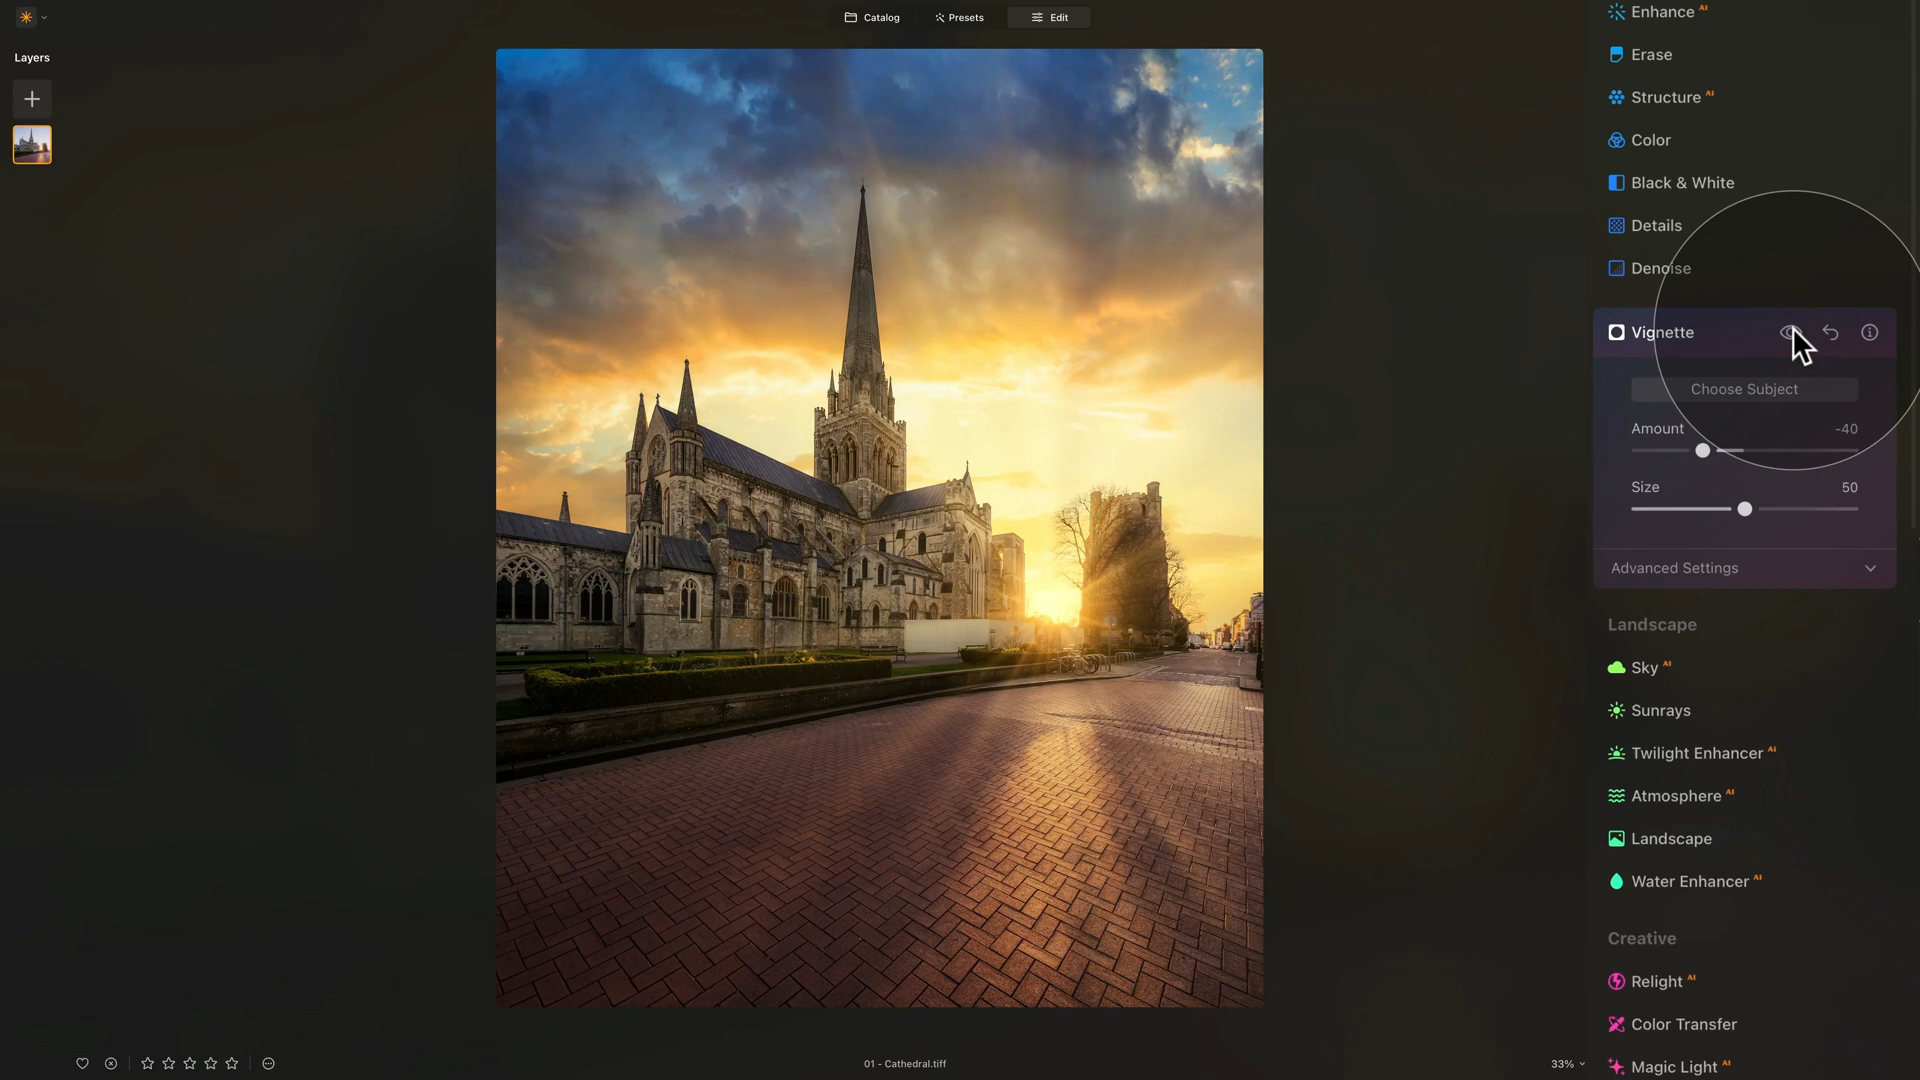 Catalog
Presets
Edit
Layers
Enhance AI
Erase
Structure AI
Color
Black & White
Details
Denoise
Vignette
Choose Subject
Amount -40
Size 50
Advanced Settings
Landscape
Sky AI
Sunrays
Twilight Enhancer AI
Atmosphere AI
Landscape
Water Enhancer AI
Creative
Relight AI
Color Transfer
Magic Light AI
01 - Cathedral.tiff
33%